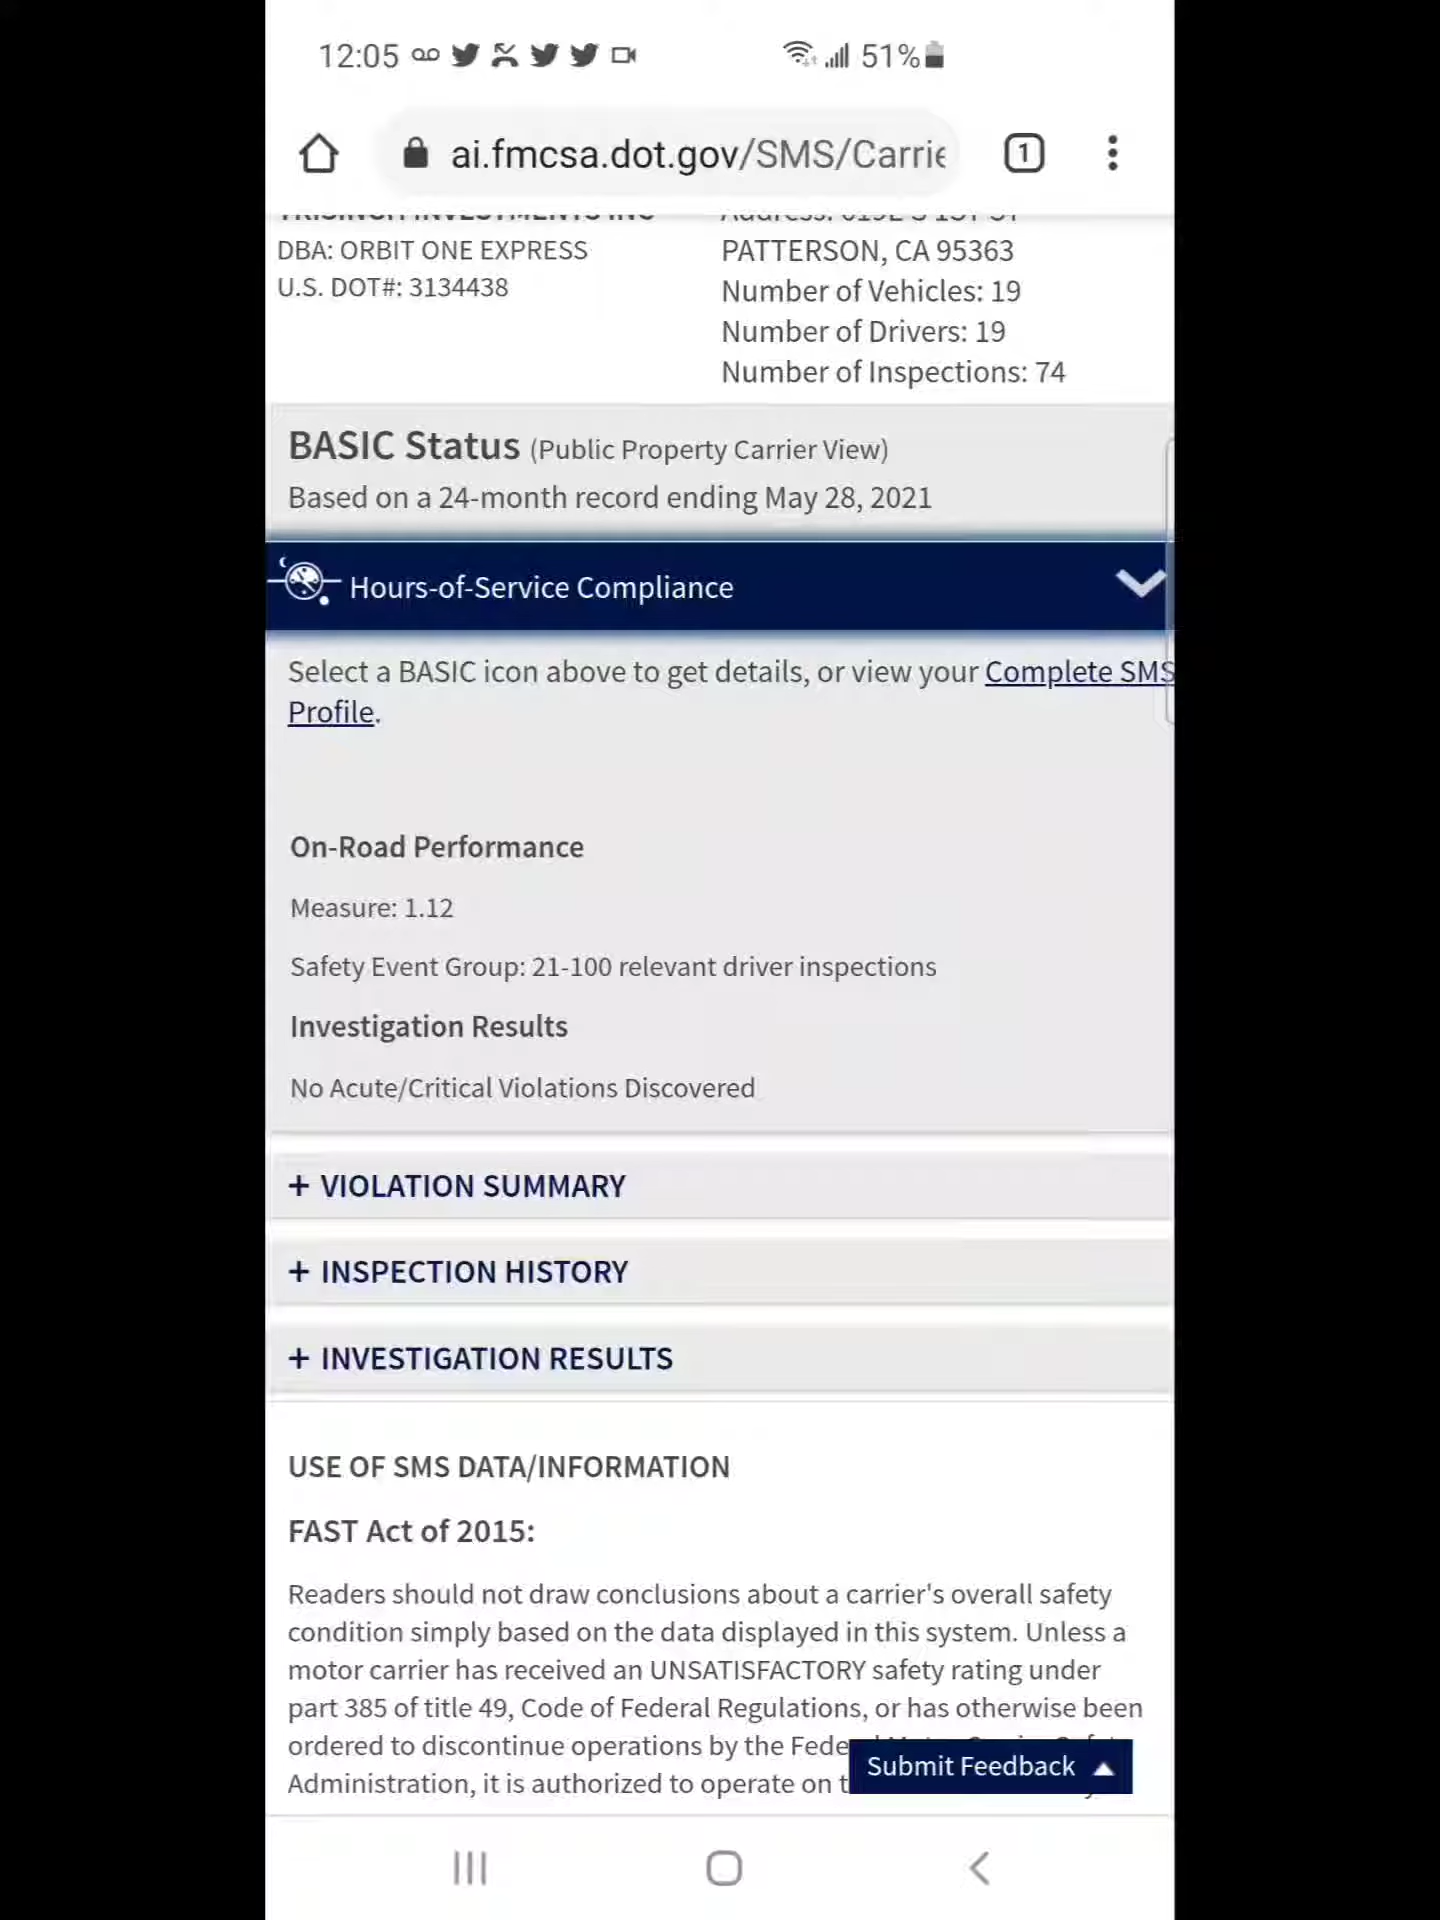 12:05 51%
ai.fmcsa.dot.gov/SMS/Carrie 1
DBA: ORBIT ONE EXPRESS
U.S. DOT#: 3134438
PATTERSON, CA 95363
Number of Vehicles: 19
Number of Drivers: 19
Number of Inspections: 74
BASIC Status (Public Property Carrier View)
Based on a 24-month record ending May 28, 2021
Hours-of-Service Compliance
Select a BASIC icon above to get details, or view your Complete SMS
Profile.
On-Road Performance
Measure: 1.12
Safety Event Group: 21-100 relevant driver inspections
Investigation Results
No Acute/Critical Violations Discovered
+ VIOLATION SUMMARY
+ INSPECTION HISTORY
+ INVESTIGATION RESULTS
USE OF SMS DATA/INFORMATION
FAST Act of 2015:
Readers should not draw conclusions about a carrier's overall safety
condition simply based on the data displayed in this system. Unless a
motor carrier has received an UNSATISFACTORY safety rating under
part 385 of title 49, Code of Federal Regulations, or has otherwise been
ordered to discontinue operations by the Fede
Administration, it is authorized to operate on t
Submit Feedback